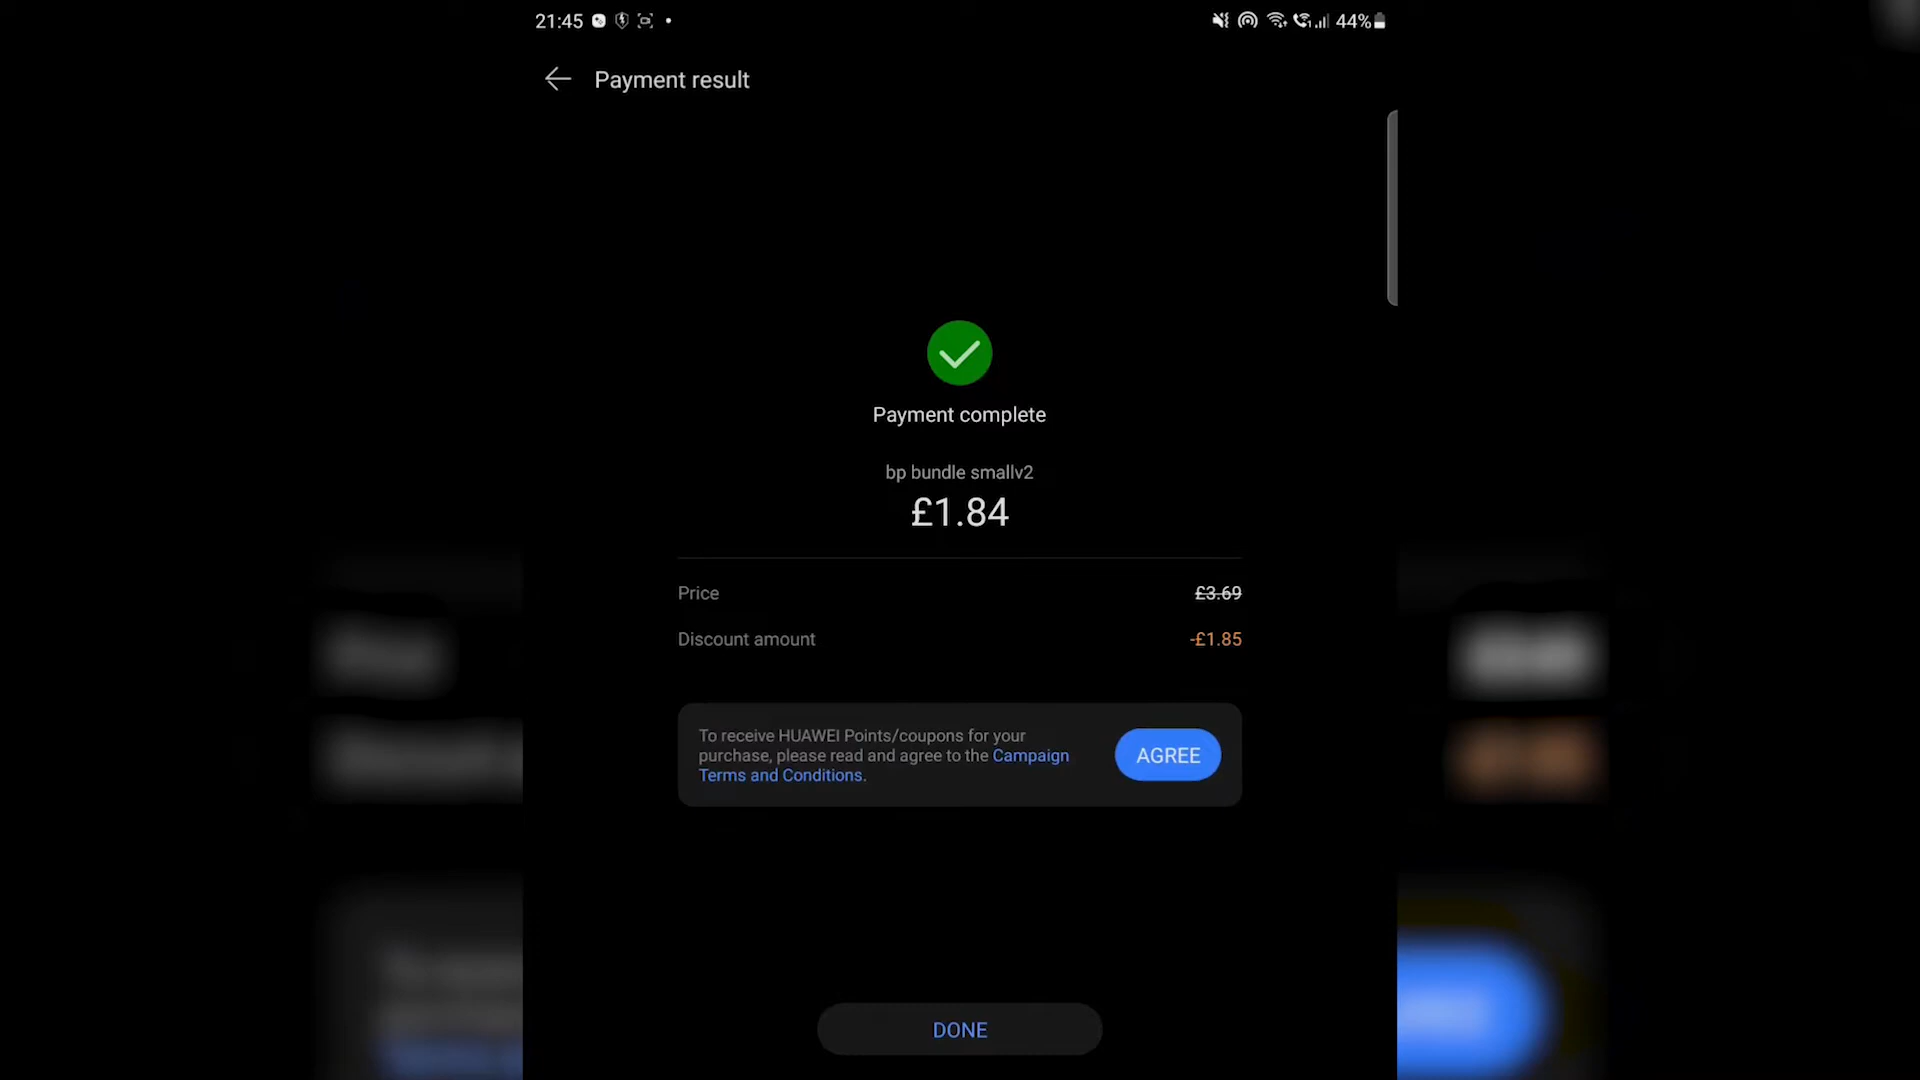 21:45 44%
Payment result
Payment complete
bp bundle smallv2
£1.84
Price £3.69
Discount amount -£1.85
To receive HUAWEI Points/coupons for your
purchase, please read and agree to the Campaign
Terms and Conditions.
AGREE
DONE